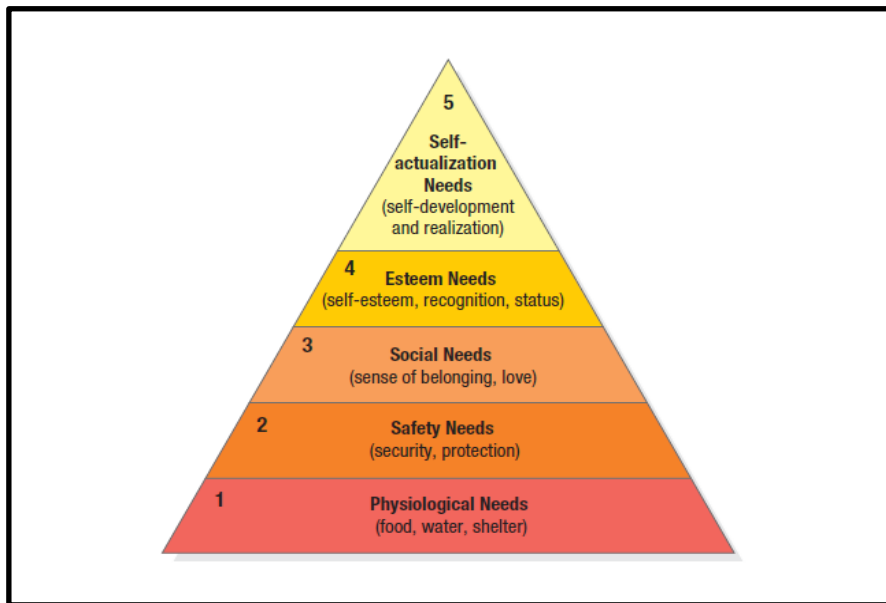 5
Self-
actualization
Needs
(self-development
and realization)
4
Esteem Needs
(self-esteem, recognition, status)
3
Social Needs
(sense of belonging, love)
2
Safety Needs
(security, protection)
1
Physiological Needs
(food, water, shelter)